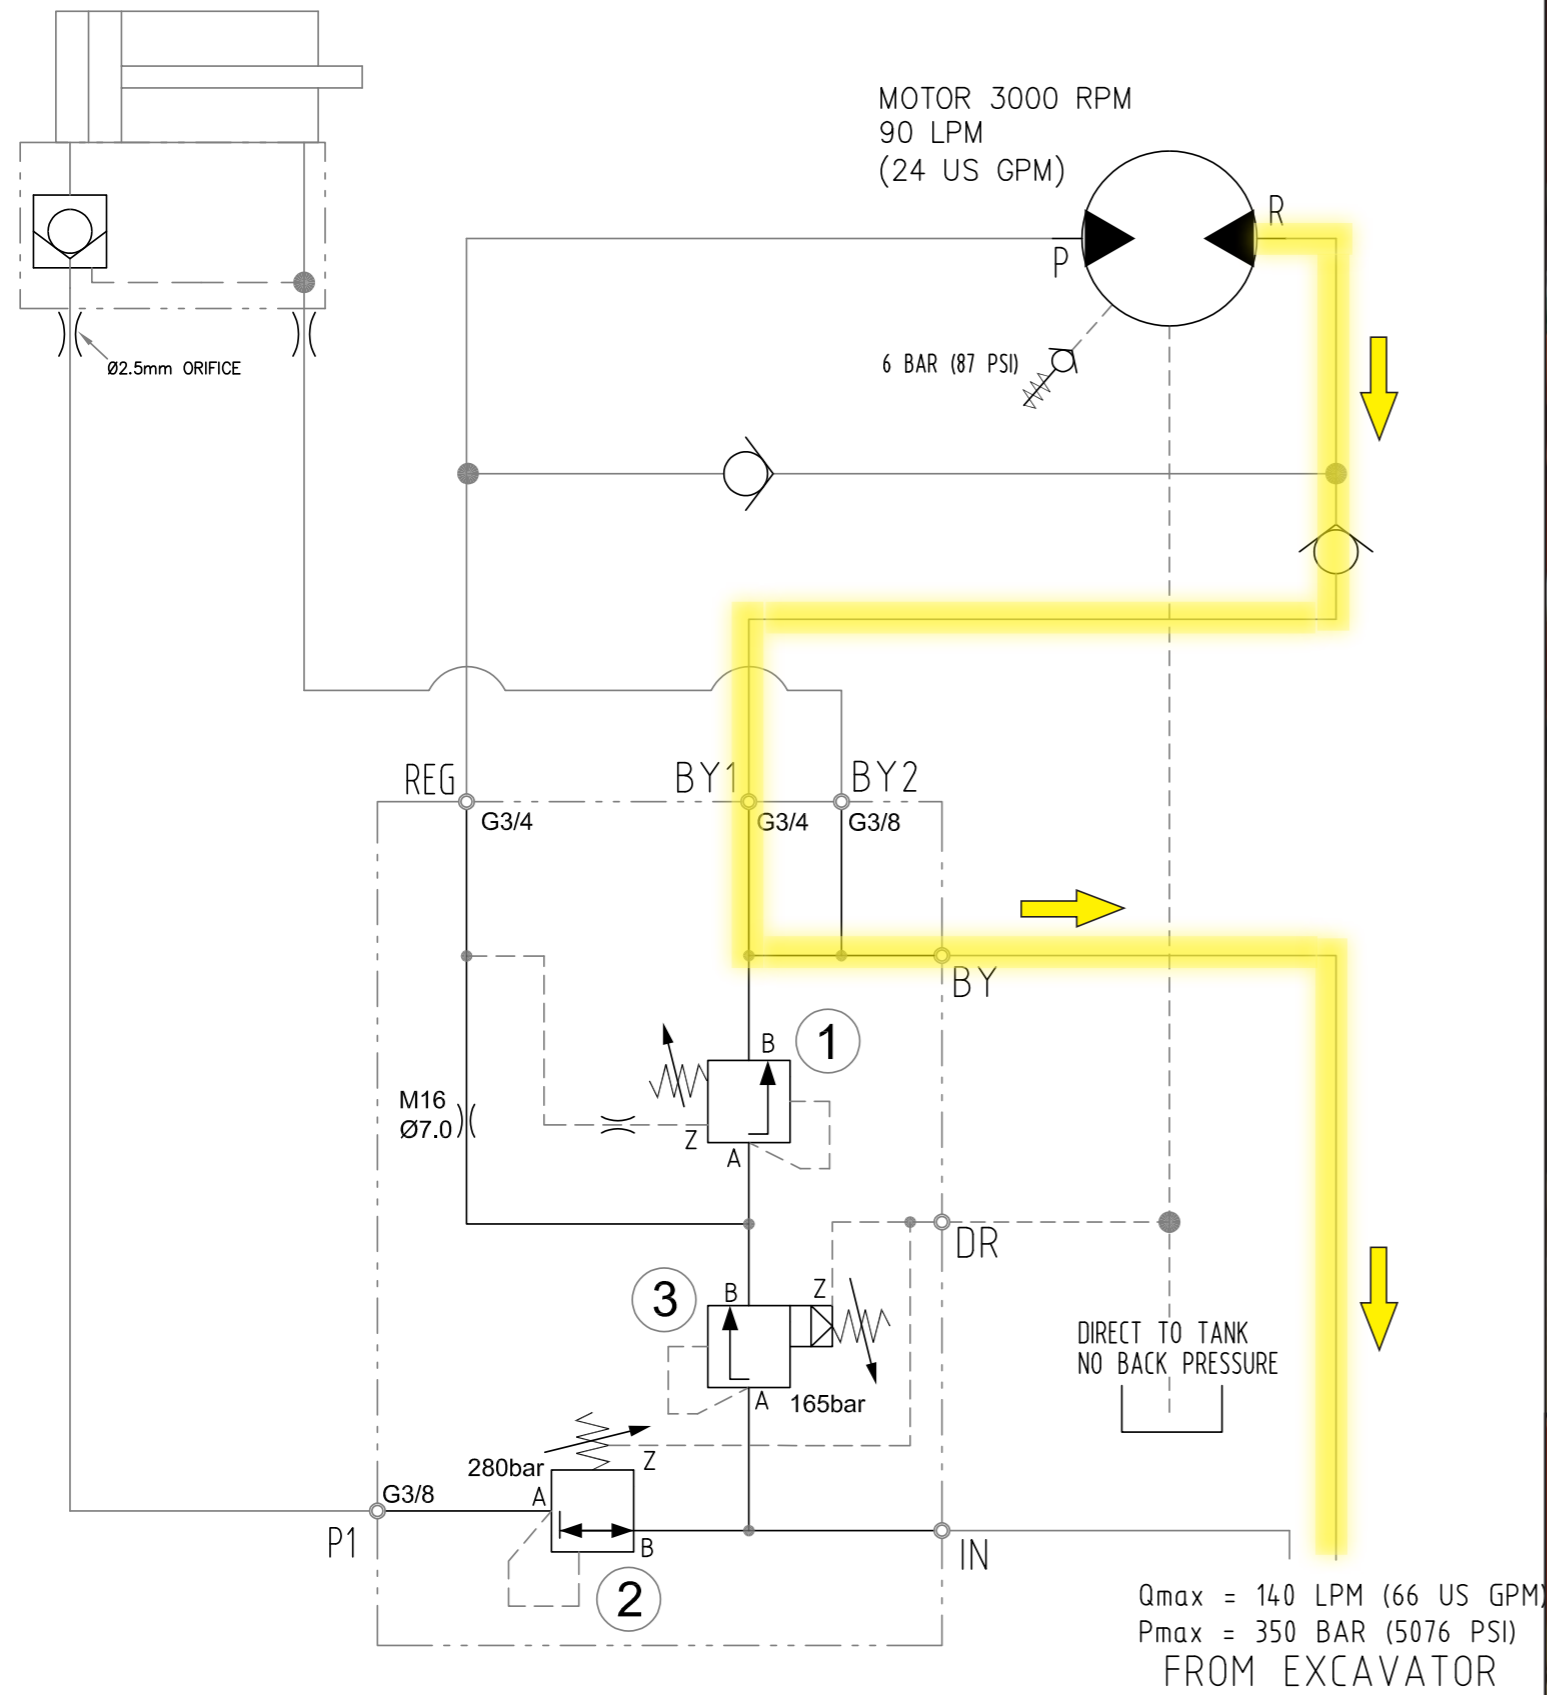 MOTOR 3000 RPM
90 LPM
(24 US GPM)
R
P
6 BAR (87 PSI)
Ø2.5mm ORIFICE
REG
BY1
BY2
G3/4
G3/4
G3/8
BY
1
B
M16
Ø7.0
Z
A
DR
3
B
Z
DIRECT TO TANK
NO BACK PRESSURE
A
165bar
280bar
Z
G3/8
A
P1
B
IN
2
Qmax = 140 LPM (66 US GPM)
Pmax = 350 BAR (5076 PSI)
FROM EXCAVATOR